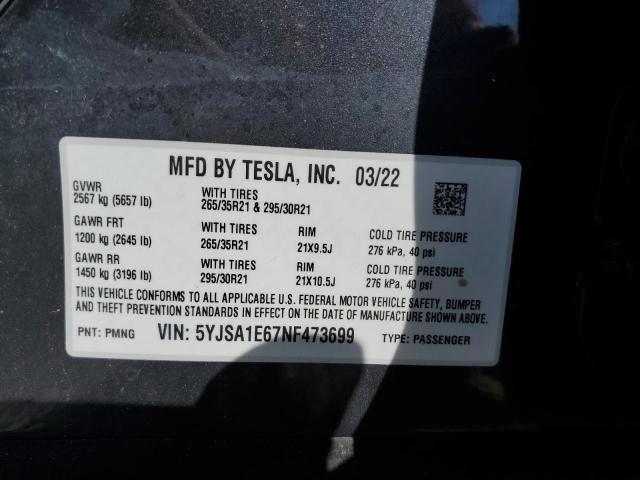 MFD BY TESLA, INC. 03/22
GVWR
2567 kg (5657 lb)
WITH TIRES
265/35R21 & 295/30R21
GAWR FRT
1200 kg (2645 lb)
WITH TIRES
265/35R21
RIM
21X9.5J
COLD TIRE PRESSURE
276 kPa, 40 psi
GAWR RR
1450 kg (3196 lb)
WITH TIRES
295/30R21
RIM
21X10.5J
COLD TIRE PRESSURE
276 kPa, 40 psi
THIS VEHICLE CONFORMS TO ALL APPLICABLE U.S. FEDERAL MOTOR VEHICLE SAFETY, BUMPER
AND THEFT PREVENTION STANDARDS IN EFFECT ON THE DATE OF MANUFACTURE SHOWN ABOVE.
PNT: PMNG VIN: 5YJSA1E67NF473699 TYPE: PASSENGER